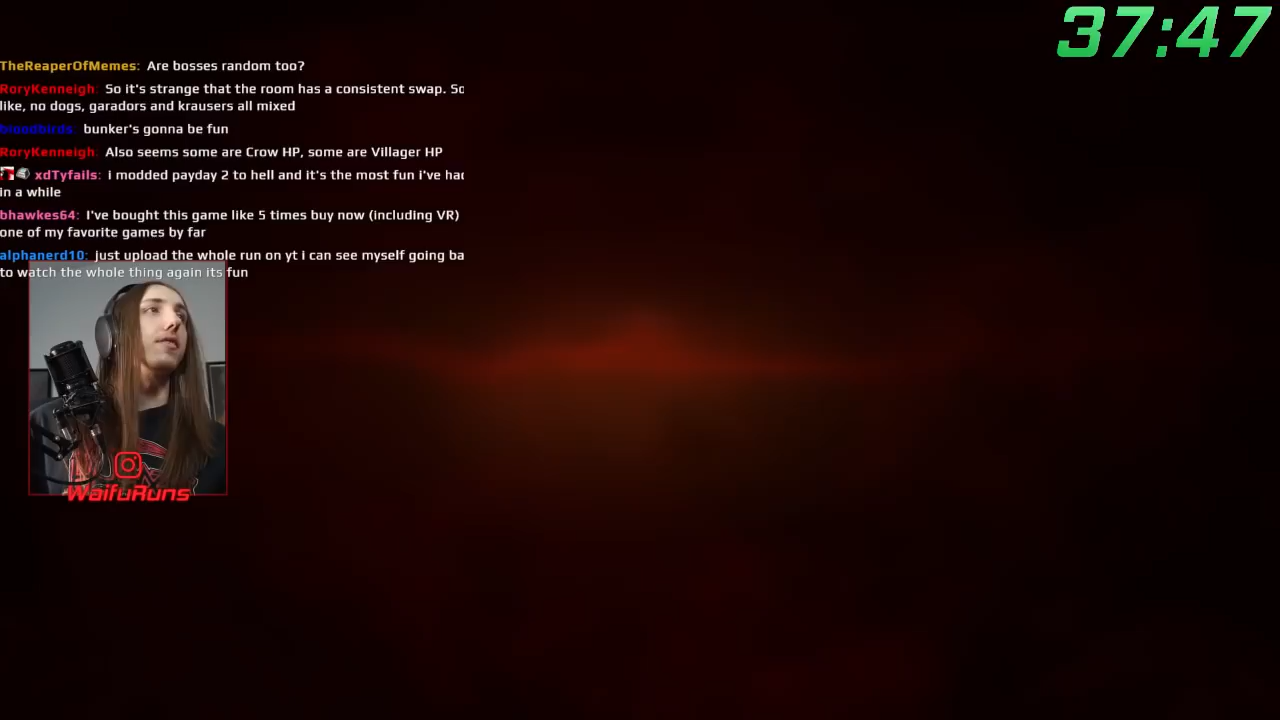 37:47
TheReaperOfMemes: Are bosses random too?
RoryKenneigh: So it's strange that the room has a consistent swap. So
like, no dogs, garadors and krausers all mixed
bloodbirds: bunker's gonna be fun
RoryKenneigh: Also seems some are Crow HP, some are Villager HP
xdTyfails: i modded payday 2 to hell and it's the most fun i've had
in a while
bhawkes64: I've bought this game like 5 times buy now (including VR)
one of my favorite games by far
alphanerd10: just upload the whole run on yt i can see myself going ba
to watch the whole thing again its fun
WaifuRuns